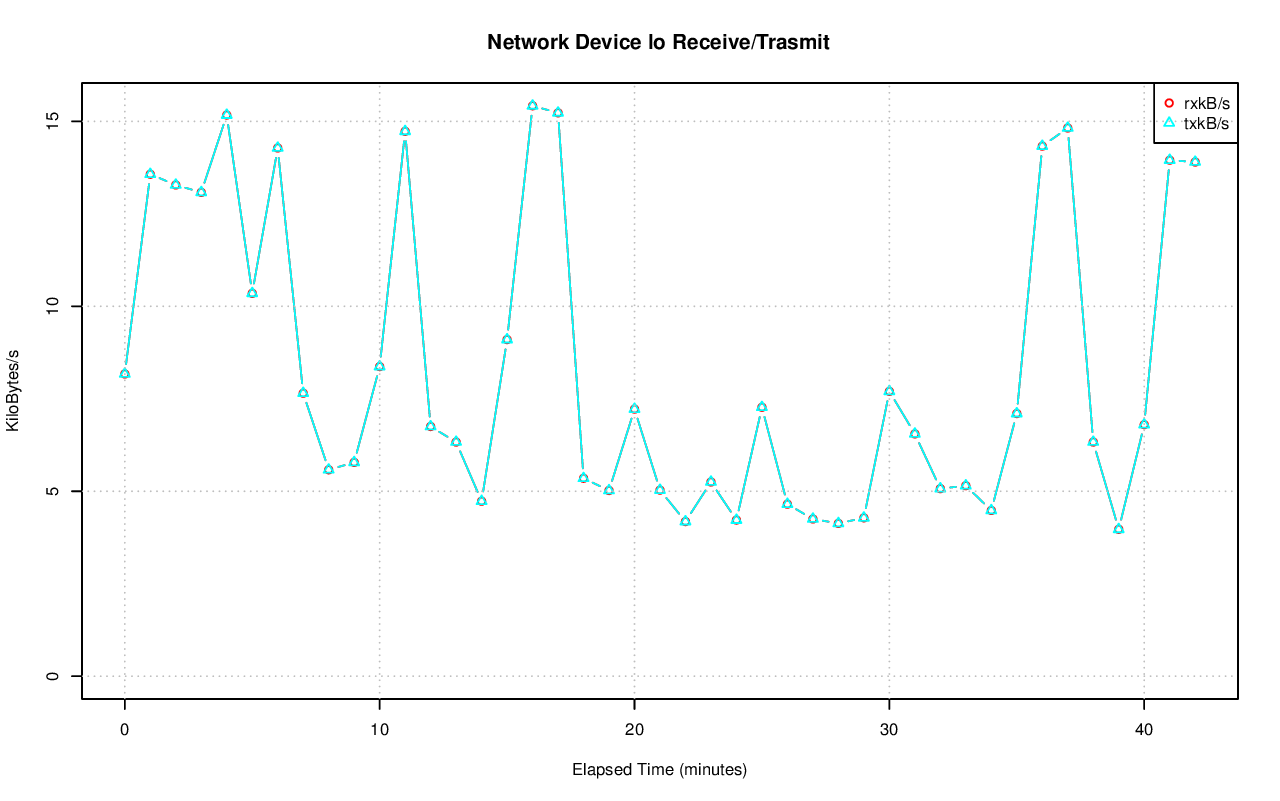 Network Device lo Receive/Trasmit
rxkB/s
txkB/s
KiloBytes/s
15
10
5
0
0 10 20 30 40
Elapsed Time (minutes)